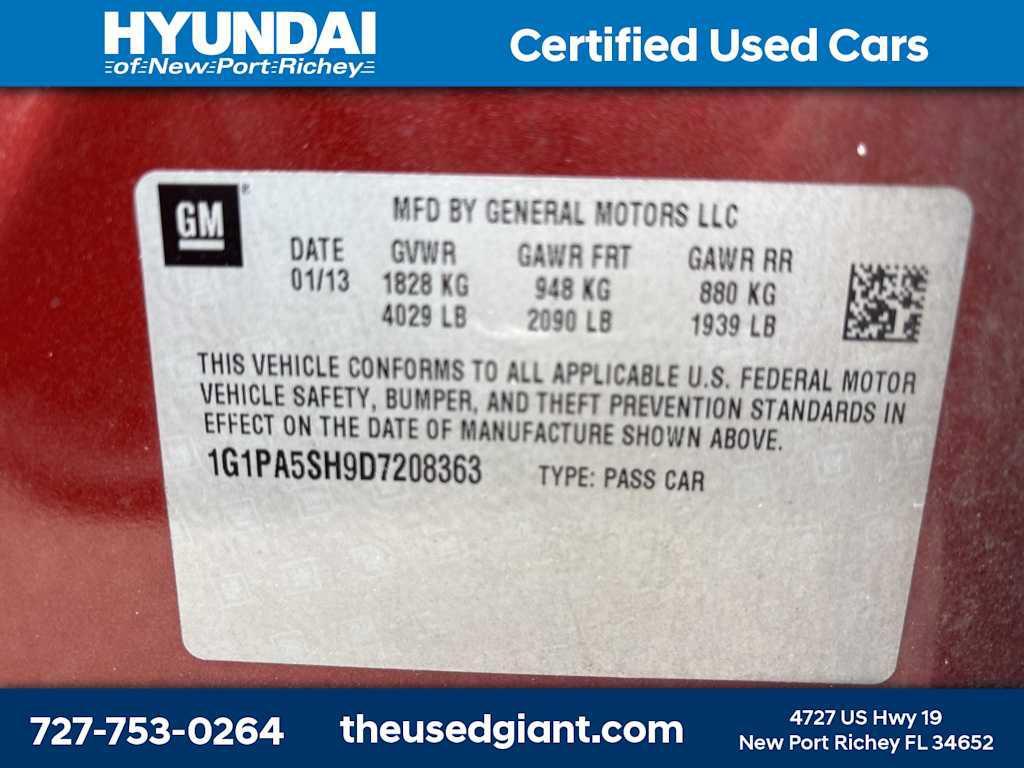 HYUNDAI
of New Port Richey
Certified Used Cars
GM
MFD BY GENERAL MOTORS LLC
DATE GVWR GAWR FRT GAWR RR
01/13 1828 KG 948 KG 880 KG
4029 LB 2090 LB 1939 LB
THIS VEHICLE CONFORMS TO ALL APPLICABLE U.S. FEDERAL MOTOR
VEHICLE SAFETY, BUMPER, AND THEFT PREVENTION STANDARDS IN
EFFECT ON THE DATE OF MANUFACTURE SHOWN ABOVE.
1G1PA5SH9D7208363 TYPE: PASS CAR
727-753-0264
theusedgiant.com
4727 US Hwy 19
New Port Richey FL 34652